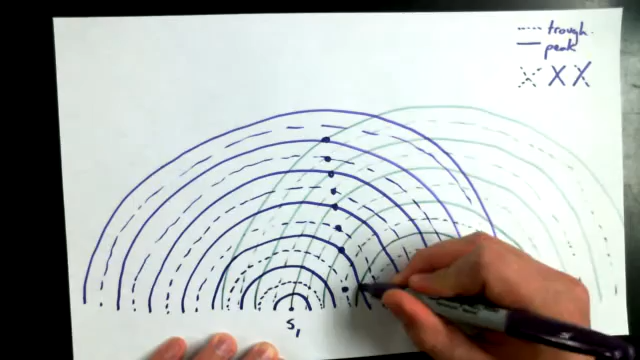 trough.
peak
X X X
S₁